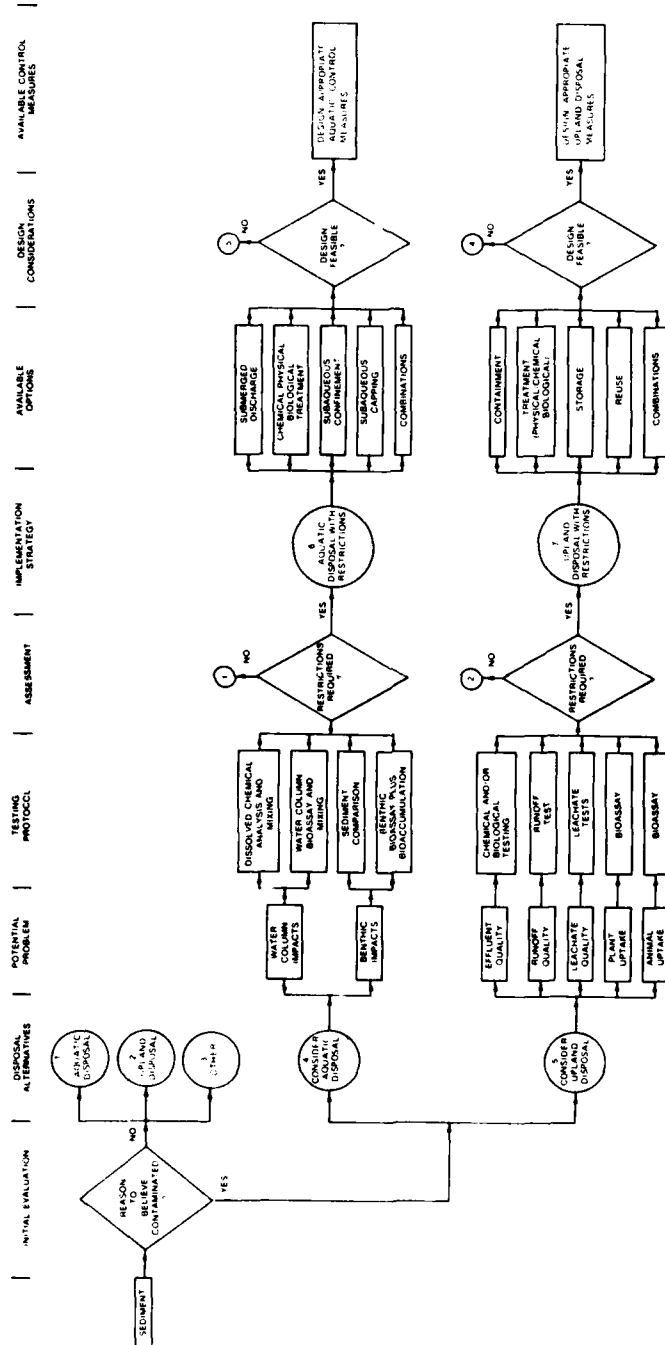 INITIAL EVALUATION
DISPOSAL
ALTERNATIVES
POTENTIAL
PROBLEM
TESTING
PROTOCOL
ASSESSMENT
IMPLEMENTATION
STRATEGY
AVAILABLE
OPTIONS
DESIGN
CONSIDERATIONS
AVAILABLE CONTROL
MEASURES
SEDIMENT
REASON
TO
BELIEVE
CONTAMINATED
NO
YES
1
AQUATIC
DISPOSAL
2
UPLAND
DISPOSAL
3
OTHER
4
CONSIDER
AQUATIC
DISPOSAL
WATER
COLUMN
IMPACTS
BENTHIC
IMPACTS
DISSOLVED CHEMICAL
ANALYSIS AND
MIXING
WATER COLUMN
BIOASSAY AND
MIXING
SEDIMENT
COMPARISON
BENTHIC
BIOASSAY PLUS
BIOACCUMULATION
RESTRICTIONS
REQUIRED
?
NO
1
YES
6
AQUATIC
DISPOSAL WITH
RESTRICTIONS
SUBMERGED
DISCHARGE
CHEMICAL PHYSICAL
BIOLOGICAL
TREATMENT
SUBAQUEOUS
CONFINEMENT
SUBAQUEOUS
CAPPING
COMBINATIONS
DESIGN
FEASIBLE
?
NO
YES
DESIGN APPROPIATE
AQUATIC CONTROL
MEASURES
5
CONSIDER
UPLAND
DISPOSAL
EFFLUENT
QUALITY
RUNOFF
QUALITY
LEACHATE
QUALITY
PLANT
UPTAKE
ANIMAL
UPTAKE
CHEMICAL AND/OR
BIOLOGICAL
TESTING
RUNOFF
TEST
LEACHATE
TESTS
BIOASSAY
BIOASSAY
RESTRICTIONS
REQUIRED
?
NO
2
YES
7
UPLAND
DISPOSAL WITH
RESTRICTIONS
CONTAINMENT
TREATMENT
(PHYSICAL CHEMICAL
BIOLOGICAL)
STORAGE
REUSE
COMBINATIONS
DESIGN
FEASIBLE
?
NO
4
YES
DESIGN APPROPIATE
UPLAND DISPOSAL
MEASURES